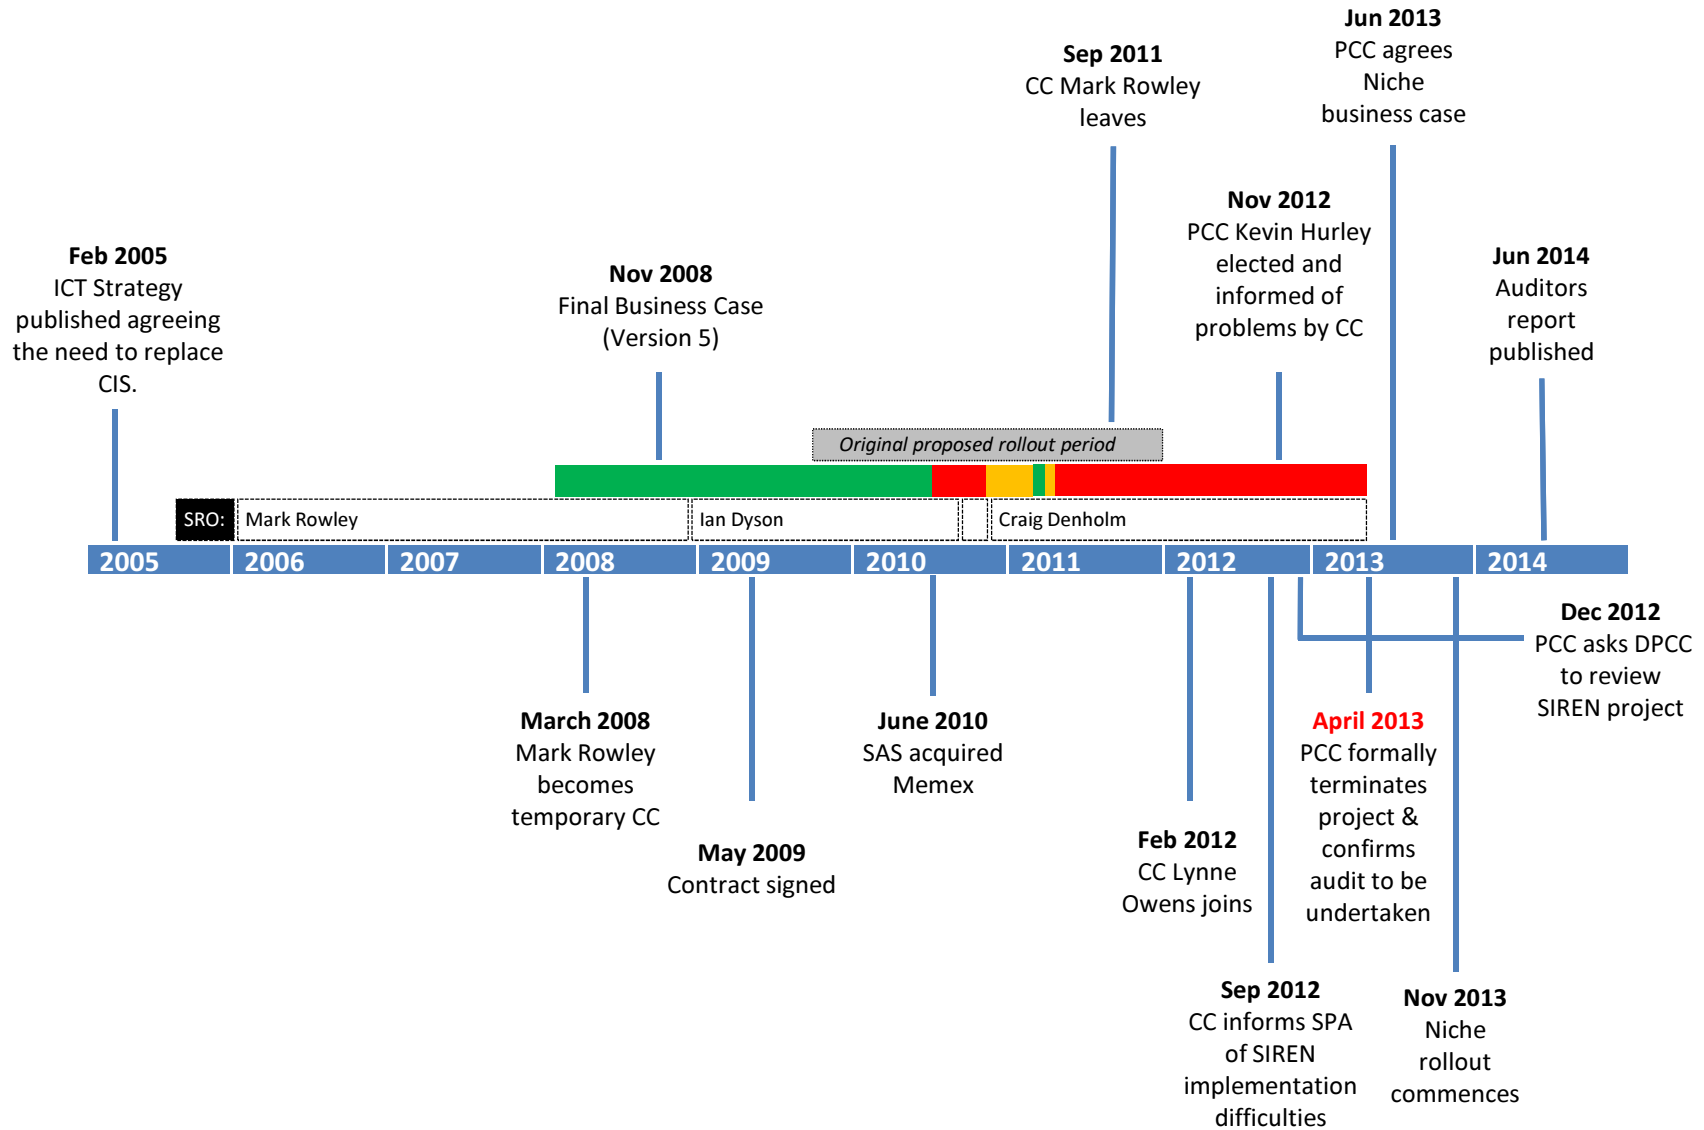 Jun 2013
PCC agrees
Niche
business case
Sep 2011
CC Mark Rowley
leaves
Nov 2012
PCC Kevin Hurley
elected and
informed of
problems by CC
Feb 2005
ICT Strategy
published agreeing
the need to replace
CIS.
Nov 2008
Final Business Case
(Version 5)
Jun 2014
Auditors
report
published
Original proposed rollout period
SRO: Mark Rowley Ian Dyson Craig Denholm
2005 2006 2007 2008 2009 2010 2011 2012 2013 2014
Dec 2012
PCC asks DPCC
to review
SIREN project
March 2008
Mark Rowley
becomes
temporary CC
June 2010
SAS acquired
Memex
April 2013
PCC formally
terminates
project &
confirms
audit to be
undertaken
May 2009
Contract signed
Feb 2012
CC Lynne
Owens joins
Sep 2012
CC informs SPA
of SIREN
implementation
difficulties
Nov 2013
Niche
rollout
commences